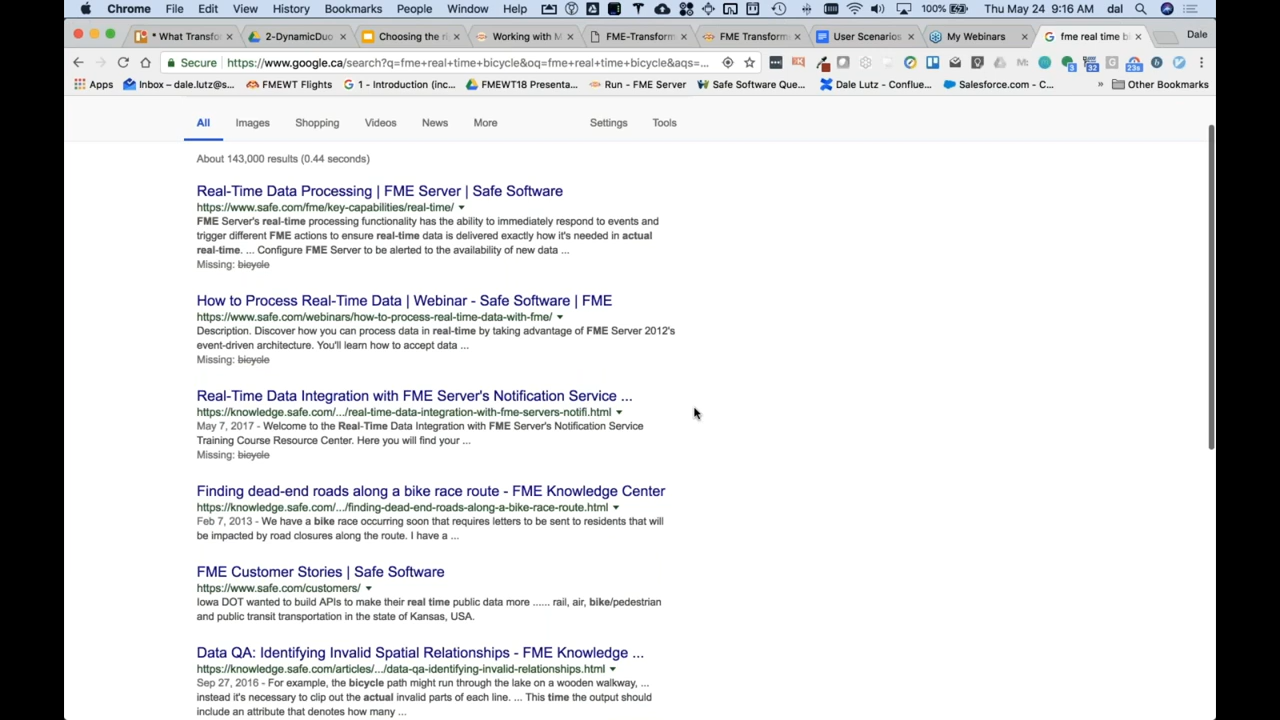 Chrome File Edit View History Bookmarks People Window Help 100% Thu May 24 9:16 AM dal
* What Transfo 2-DynamicDuo Choosing the ri Working with M FME-Transform FME Transform User Scenarios My Webinars fme real time bi Dale
Secure https://www.google.ca/search?q=fme+real+time+bicycle&oq=fme+real+time+bicycle&aqs=...
Apps Inbox – dale.lutz@s... FMEWT Flights 1 - Introduction (inc... FMEWT18 Presenta... Run - FME Server Safe Software Que... Dale Lutz – Conflue... Salesforce.com - C... » Other Bookmarks
All Images Shopping Videos News More Settings Tools
About 143,000 results (0.44 seconds)
Real-Time Data Processing | FME Server | Safe Software
https://www.safe.com/fme/key-capabilities/real-time/
FME Server's real-time processing functionality has the ability to immediately respond to events and
trigger different FME actions to ensure real-time data is delivered exactly how it's needed in actual
real-time. ... Configure FME Server to be alerted to the availability of new data ...
Missing: bicycle
How to Process Real-Time Data | Webinar - Safe Software | FME
https://www.safe.com/webinars/how-to-process-real-time-data-with-fme/
Description. Discover how you can process data in real-time by taking advantage of FME Server 2012's
event-driven architecture. You'll learn how to accept data ...
Missing: bicycle
Real-Time Data Integration with FME Server's Notification Service ...
https://knowledge.safe.com/.../real-time-data-integration-with-fme-servers-notifi.html
May 7, 2017 - Welcome to the Real-Time Data Integration with FME Server's Notification Service
Training Course Resource Center. Here you will find your ...
Missing: bicycle
Finding dead-end roads along a bike race route - FME Knowledge Center
https://knowledge.safe.com/.../finding-dead-end-roads-along-a-bike-race-route.html
Feb 7, 2013 - We have a bike race occurring soon that requires letters to be sent to residents that will
be impacted by road closures along the route. I have a ...
FME Customer Stories | Safe Software
https://www.safe.com/customers/
Iowa DOT wanted to build APIs to make their real time public data more ...... rail, air, bike/pedestrian
and public transit transportation in the state of Kansas, USA.
Data QA: Identifying Invalid Spatial Relationships - FME Knowledge ...
https://knowledge.safe.com/articles/.../data-qa-identifying-invalid-relationships.html
Sep 27, 2016 - For example, the bicycle path might run through the lake on a wooden walkway, ...
instead it's necessary to clip out the actual invalid parts of each line. ... This time the output should
include an attribute that denotes how many ...